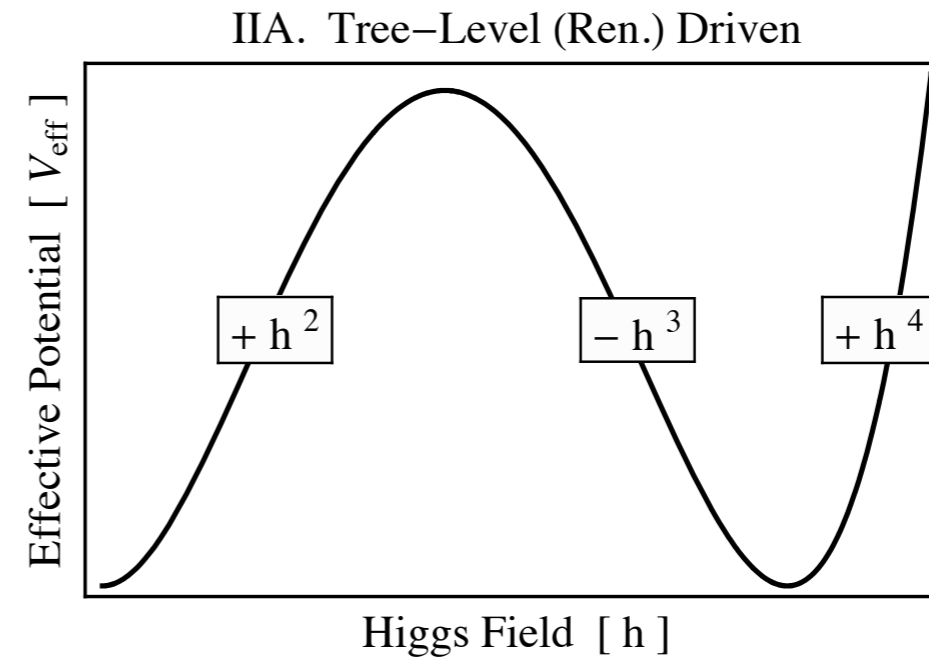 IIA. Tree−Level (Ren.) Driven
Effective Potential [ V_eff ]
+ h^2
− h^3
+ h^4
Higgs Field [ h ]